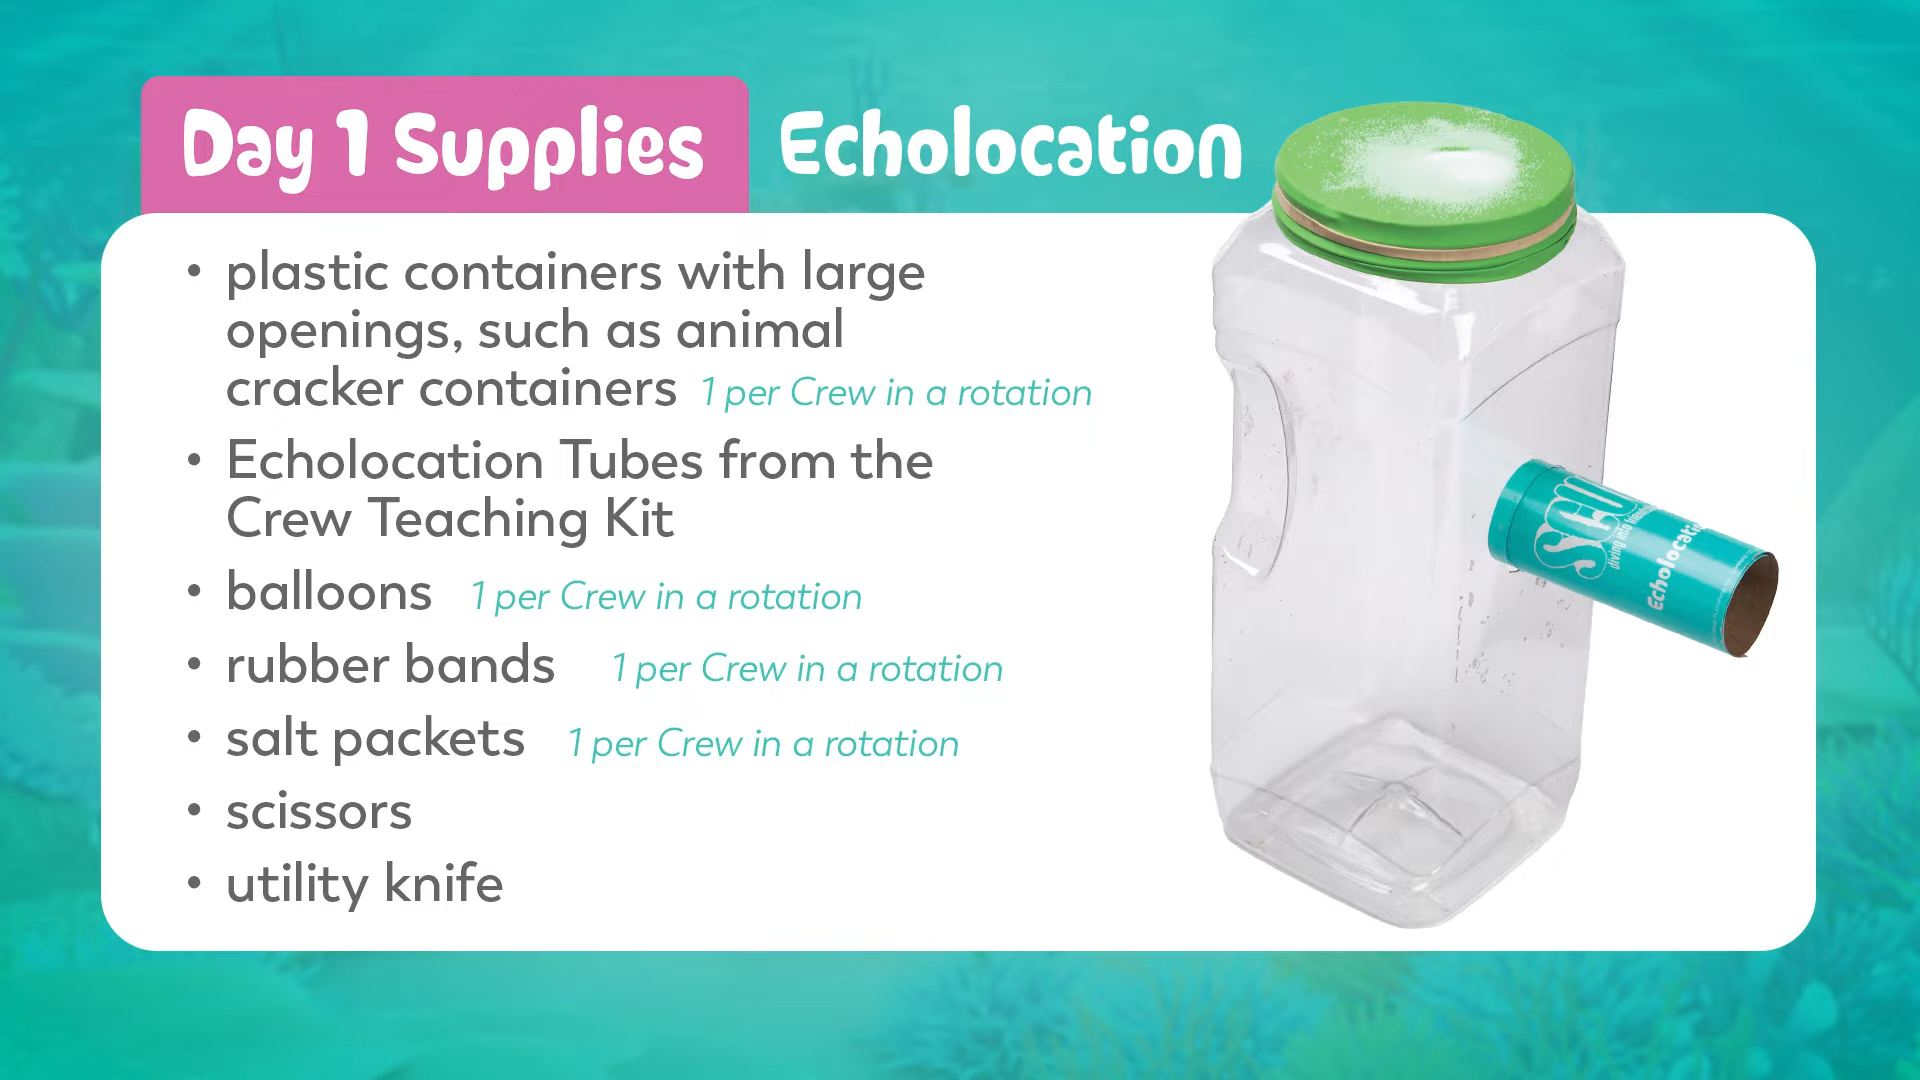 Day 1 Supplies Echolocation
• plastic containers with large
openings, such as animal
cracker containers 1 per Crew in a rotation
• Echolocation Tubes from the
Crew Teaching Kit
• balloons 1 per Crew in a rotation
• rubber bands 1 per Crew in a rotation
• salt packets 1 per Crew in a rotation
• scissors
• utility knife
diving into